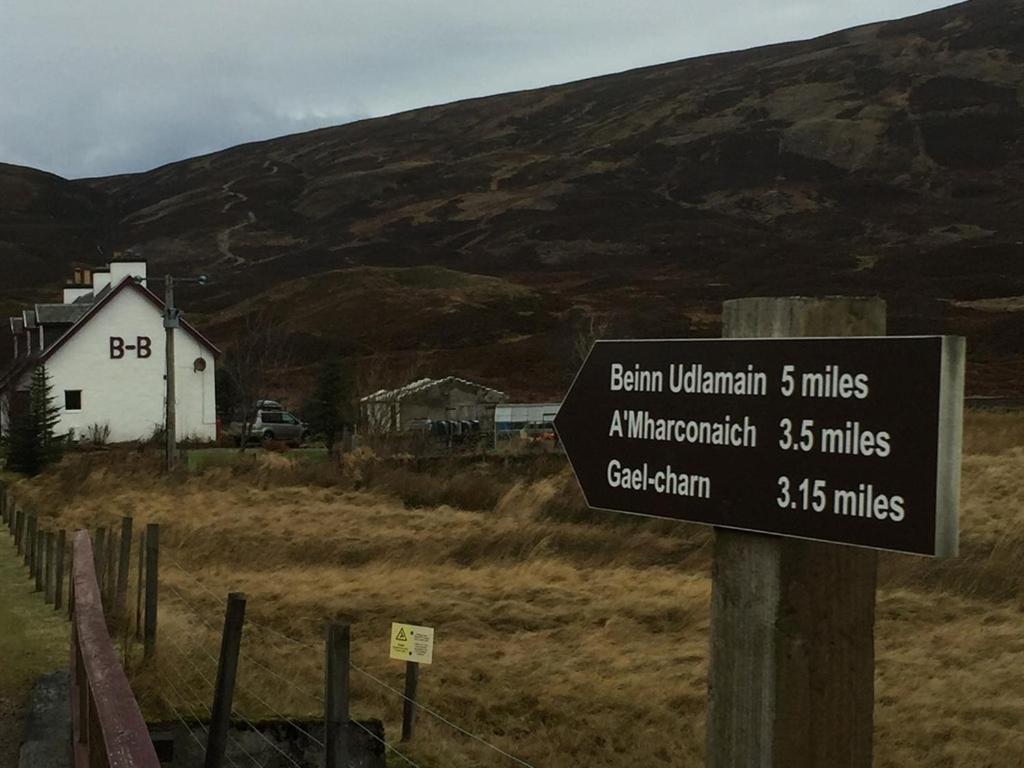 B-B
Beinn Udlamain 5 miles
A'Mharconaich 3.5 miles
Gael-charn 3.15 miles